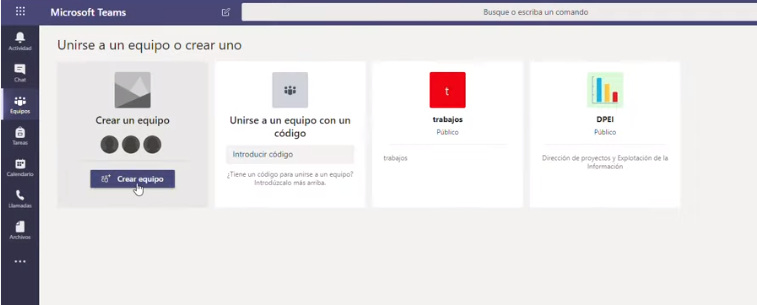 Microsoft Teams
Busque o escriba un comando
Actividad
Chat
Equipos
Tareas
Calendario
Llamadas
Archivos
Unirse a un equipo o crear uno
Crear un equipo
Crear equipo
Unirse a un equipo con un
código
Introducir código
¿Tiene un código para unirse a un equipo?
Introdúzcalo más arriba.
t
trabajos
Público
trabajos
DPEI
Público
Dirección de proyectos y Explotación de la
Información